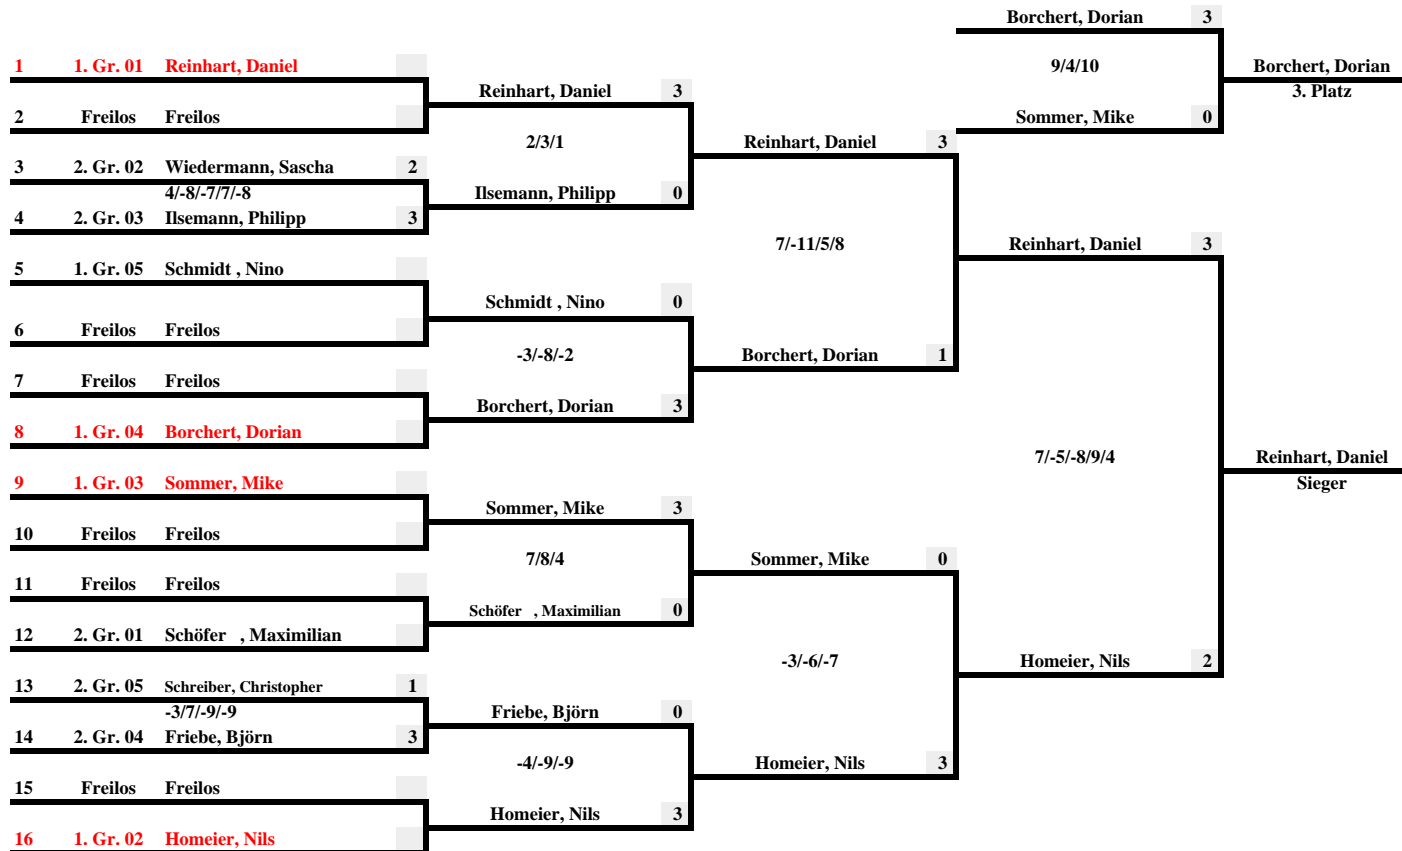 Borchert, Dorian 3
9/4/10
Borchert, Dorian
3. Platz
Sommer, Mike 0
1 1. Gr. 01 Reinhart, Daniel
2 Freilos Freilos
3 2. Gr. 02 Wiedermann, Sascha 2
4/-8/-7/7/-8
4 2. Gr. 03 Ilsemann, Philipp 3
5 1. Gr. 05 Schmidt , Nino
6 Freilos Freilos
7 Freilos Freilos
8 1. Gr. 04 Borchert, Dorian
9 1. Gr. 03 Sommer, Mike
10 Freilos Freilos
11 Freilos Freilos
12 2. Gr. 01 Schöfer , Maximilian
13 2. Gr. 05 Schreiber, Christopher 1
-3/7/-9/-9
14 2. Gr. 04 Friebe, Björn 3
15 Freilos Freilos
16 1. Gr. 02 Homeier, Nils
Reinhart, Daniel 3
2/3/1
Ilsemann, Philipp 0
Schmidt , Nino 0
-3/-8/-2
Borchert, Dorian 3
Sommer, Mike 3
7/8/4
Schöfer , Maximilian 0
Friebe, Björn 0
-4/-9/-9
Homeier, Nils 3
Reinhart, Daniel 3
7/-11/5/8
Borchert, Dorian 1
Sommer, Mike 0
-3/-6/-7
Homeier, Nils 3
Reinhart, Daniel 3
7/-5/-8/9/4
Homeier, Nils 2
Reinhart, Daniel
Sieger